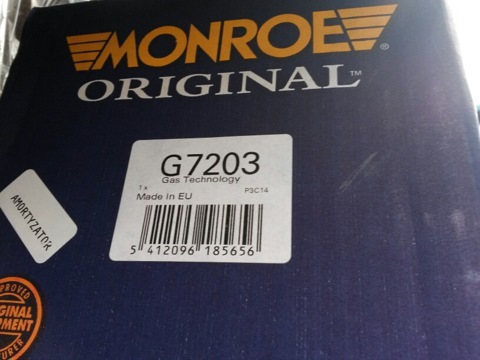 MONROE®
ORIGINAL™
G7203
Gas Technology
1x
P3C14
Made In EU
5 412096 185656
AMORTYZATOR